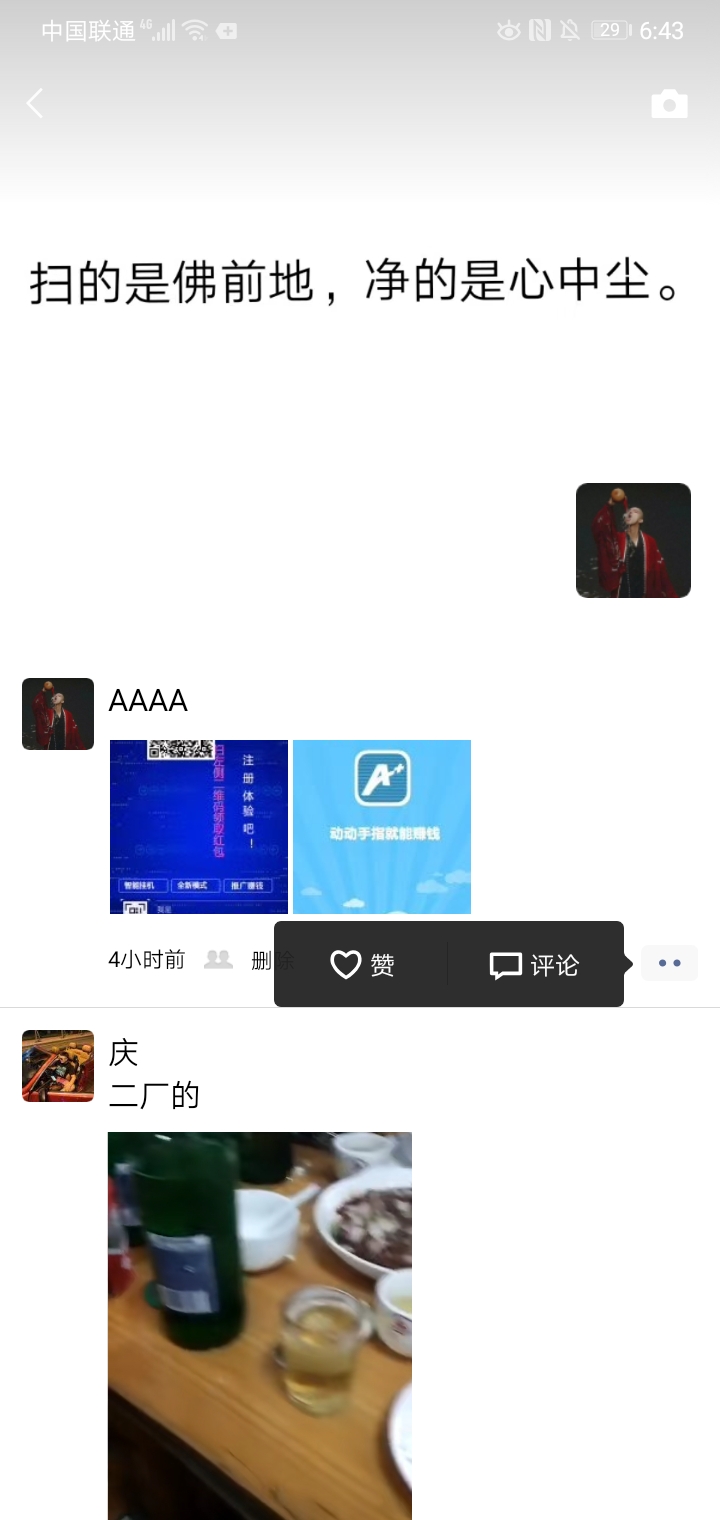 中国联通 4G 29 6:43
扫的是佛前地，净的是心中尘。
AAAA
注册体验吧！
二维码领取红包
智能挂机 全新模式 推广赚钱
A+
动动手指就能赚钱
4小时前 删除
赞 评论
庆
二厂的